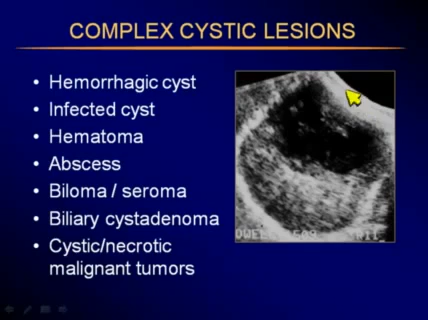 COMPLEX CYSTIC LESIONS
• Hemorrhagic cyst
• Infected cyst
• Hematoma
• Abscess
• Biloma / seroma
• Biliary cystadenoma
• Cystic/necrotic
malignant tumors